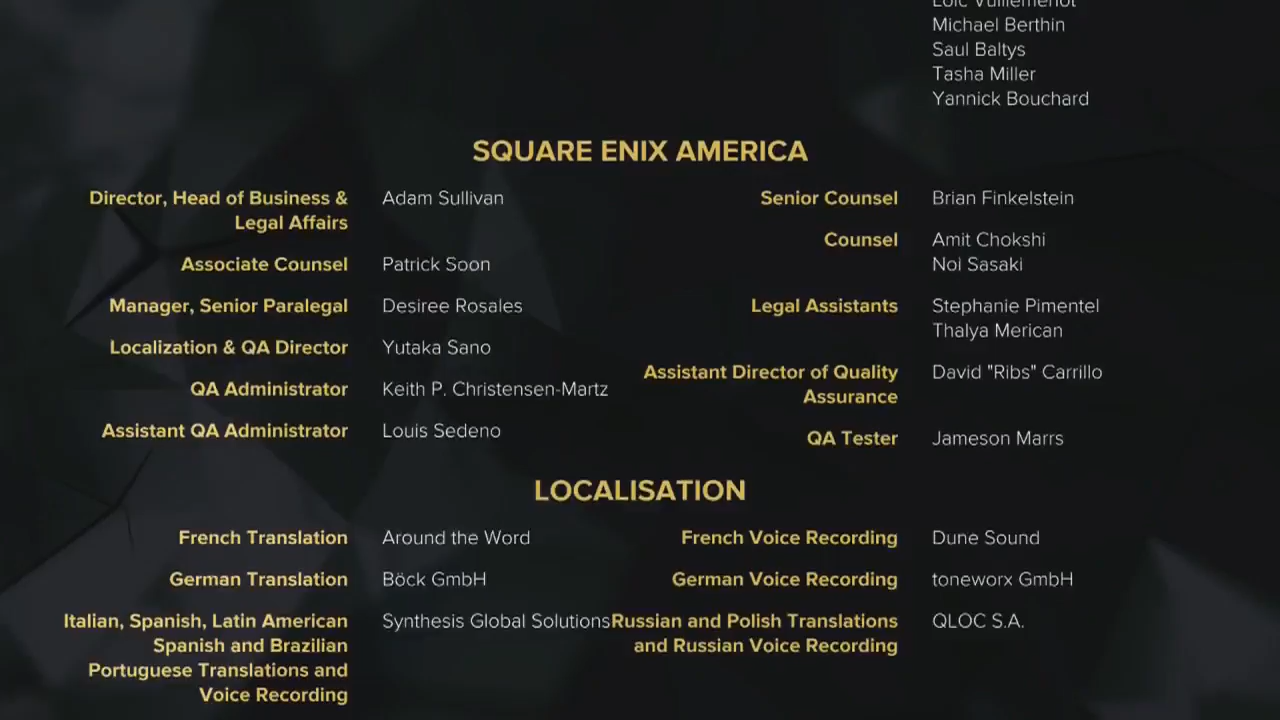 Loïc Vuillemenot
Michael Berthin
Saul Baltys
Tasha Miller
Yannick Bouchard
SQUARE ENIX AMERICA
Director, Head of Business &
Legal Affairs
Adam Sullivan
Associate Counsel
Patrick Soon
Manager, Senior Paralegal
Desiree Rosales
Localization & QA Director
Yutaka Sano
QA Administrator
Keith P. Christensen-Martz
Assistant QA Administrator
Louis Sedeno
Senior Counsel
Brian Finkelstein
Counsel
Amit Chokshi
Noi Sasaki
Legal Assistants
Stephanie Pimentel
Thalya Merican
Assistant Director of Quality
Assurance
David "Ribs" Carrillo
QA Tester
Jameson Marrs
LOCALISATION
French Translation
Around the Word
German Translation
Böck GmbH
Italian, Spanish, Latin American
Spanish and Brazilian
Portuguese Translations and
Voice Recording
Synthesis Global Solutions
French Voice Recording
Dune Sound
German Voice Recording
toneworx GmbH
Russian and Polish Translations
and Russian Voice Recording
QLOC S.A.